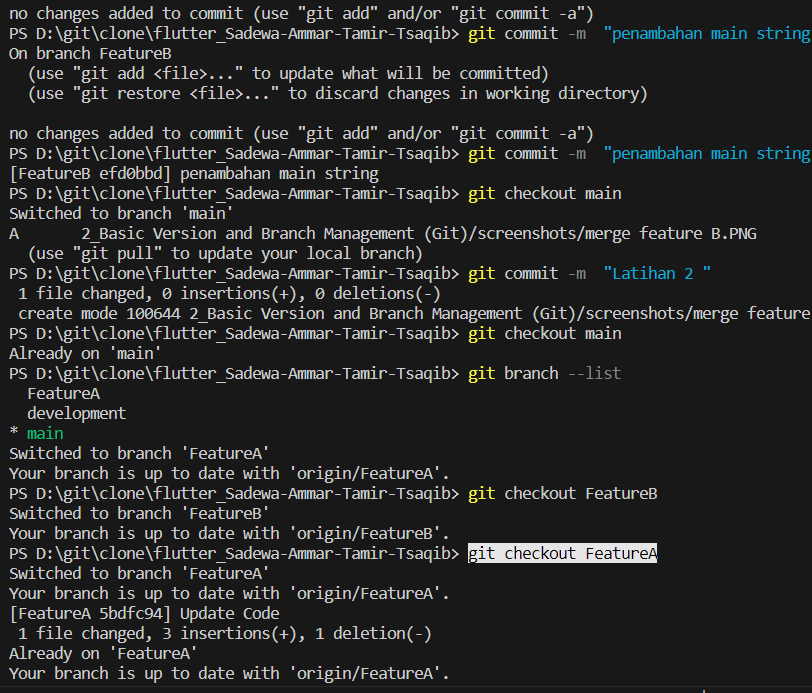 no changes added to commit (use "git add" and/or "git commit -a")
PS D:\git\clone\flutter_Sadewa-Ammar-Tamir-Tsaqib> git commit -m  "penambahan main string
On branch FeatureB
  (use "git add <file>..." to update what will be committed)
  (use "git restore <file>..." to discard changes in working directory)

no changes added to commit (use "git add" and/or "git commit -a")
PS D:\git\clone\flutter_Sadewa-Ammar-Tamir-Tsaqib> git commit -m  "penambahan main string
[FeatureB efd0bbd] penambahan main string
PS D:\git\clone\flutter_Sadewa-Ammar-Tamir-Tsaqib> git checkout main
Switched to branch 'main'
A       2_Basic Version and Branch Management (Git)/screenshots/merge feature B.PNG
  (use "git pull" to update your local branch)
PS D:\git\clone\flutter_Sadewa-Ammar-Tamir-Tsaqib> git commit -m  "Latihan 2 "
 1 file changed, 0 insertions(+), 0 deletions(-)
 create mode 100644 2_Basic Version and Branch Management (Git)/screenshots/merge feature
PS D:\git\clone\flutter_Sadewa-Ammar-Tamir-Tsaqib> git checkout main
Already on 'main'
PS D:\git\clone\flutter_Sadewa-Ammar-Tamir-Tsaqib> git branch --list
  FeatureA
  development
* main
Switched to branch 'FeatureA'
Your branch is up to date with 'origin/FeatureA'.
PS D:\git\clone\flutter_Sadewa-Ammar-Tamir-Tsaqib> git checkout FeatureB
Switched to branch 'FeatureB'
Your branch is up to date with 'origin/FeatureB'.
PS D:\git\clone\flutter_Sadewa-Ammar-Tamir-Tsaqib> git checkout FeatureA
Switched to branch 'FeatureA'
Your branch is up to date with 'origin/FeatureA'.
[FeatureA 5bdfc94] Update Code
 1 file changed, 3 insertions(+), 1 deletion(-)
Already on 'FeatureA'
Your branch is up to date with 'origin/FeatureA'.